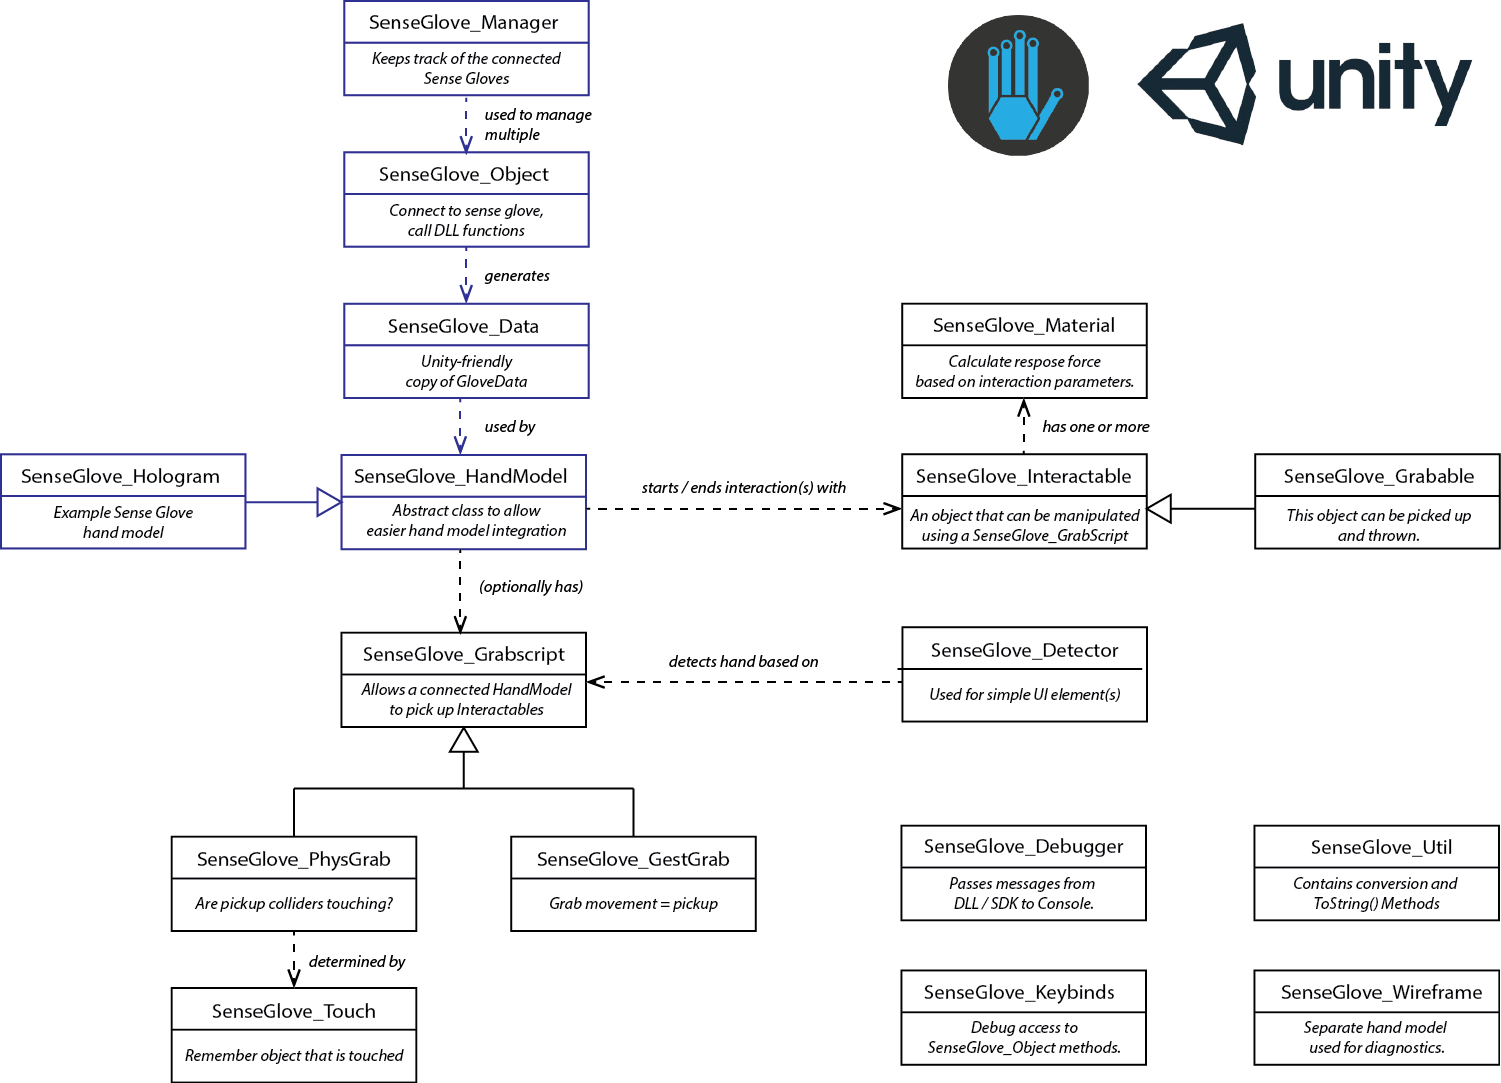 SenseGlove_Manager
Keeps track of the connected
Sense Gloves
unity
used to manage
multiple
SenseGlove_Object
Connect to sense glove,
call DLL functions
generates
SenseGlove_Data
Unity-friendly
copy of GloveData
SenseGlove_Material
Calculate respose force
based on interaction parameters.
used by
has one or more
SenseGlove_Hologram
Example Sense Glove
hand model
SenseGlove_HandModel
Abstract class to allow
easier hand model integration
starts / ends interaction(s) with
SenseGlove_Interactable
An object that can be manipulated
using a SenseGlove_GrabScript
SenseGlove_Grabable
This object can be picked up
and thrown.
(optionally has)
SenseGlove_Grabscript
Allows a connected HandModel
to pick up Interactables
detects hand based on
SenseGlove_Detector
Used for simple UI element(s)
SenseGlove_PhysGrab
Are pickup colliders touching?
SenseGlove_GestGrab
Grab movement = pickup
SenseGlove_Debugger
Passes messages from
DLL / SDK to Console.
SenseGlove_Util
Contains conversion and
ToString() Methods
determined by
SenseGlove_Touch
Remember object that is touched
SenseGlove_Keybinds
Debug access to
SenseGlove_Object methods.
SenseGlove_Wireframe
Separate hand model
used for diagnostics.